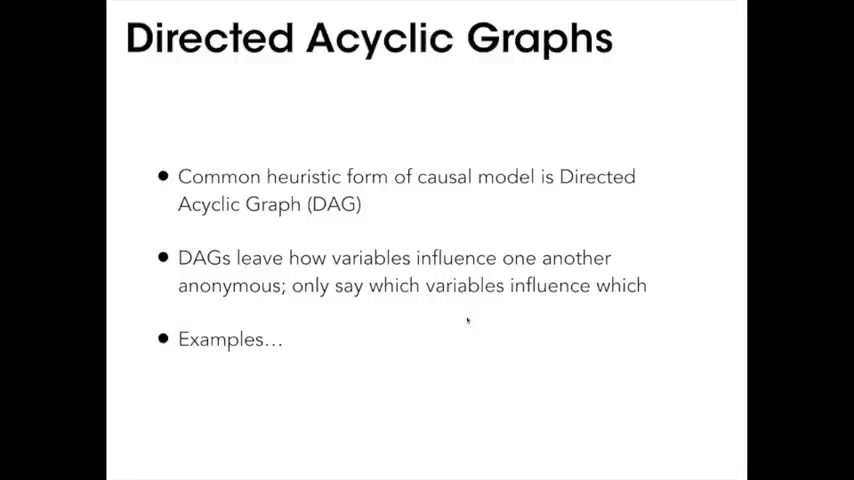 Directed Acyclic Graphs
• Common heuristic form of causal model is Directed
Acyclic Graph (DAG)
• DAGs leave how variables influence one another
anonymous; only say which variables influence which
• Examples…